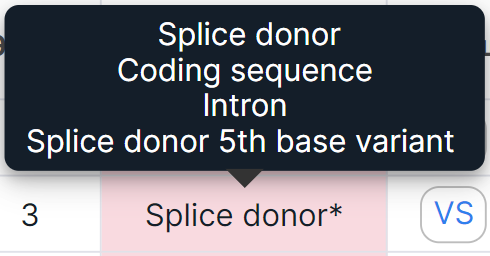 Splice donor
Coding sequence
Intron
Splice donor 5th base variant
3 Splice donor* VS